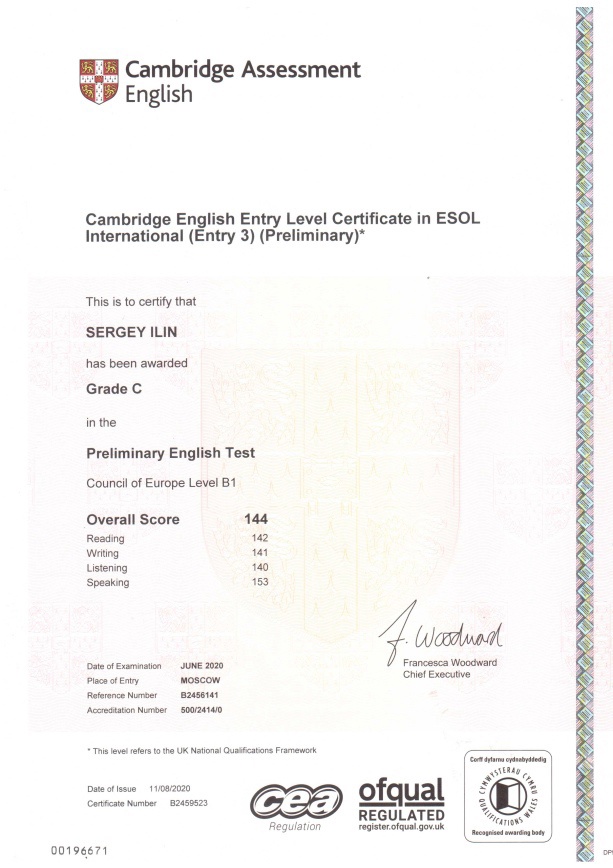 Cambridge Assessment
English
Cambridge English Entry Level Certificate in ESOL
International (Entry 3) (Preliminary)*
This is to certify that
SERGEY ILIN
has been awarded
Grade C
in the
Preliminary English Test
Council of Europe Level B1
Overall Score 144
Reading 142
Writing 141
Listening 140
Speaking 153
F. Woodward
Francesca Woodward
Chief Executive
Date of Examination JUNE 2020
Place of Entry MOSCOW
Reference Number B2456141
Accreditation Number 500/2414/0
* This level refers to the UK National Qualifications Framework
Date of Issue 11/08/2020
Certificate Number B2459523
cea
Regulation
ofqual
REGULATED
register.ofqual.gov.uk
Corff dyfarnu cydnabyddedig
CYMWYSTERAU CYMRU
QUALIFICATIONS WALES
Recognised awarding body
00196671